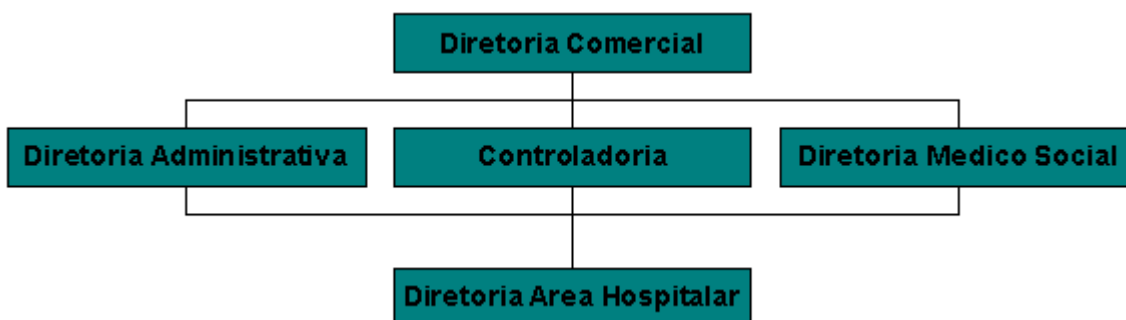 Diretoria Comercial
Diretoria Administrativa
Controladoria
Diretoria Medico Social
Diretoria Area Hospitalar